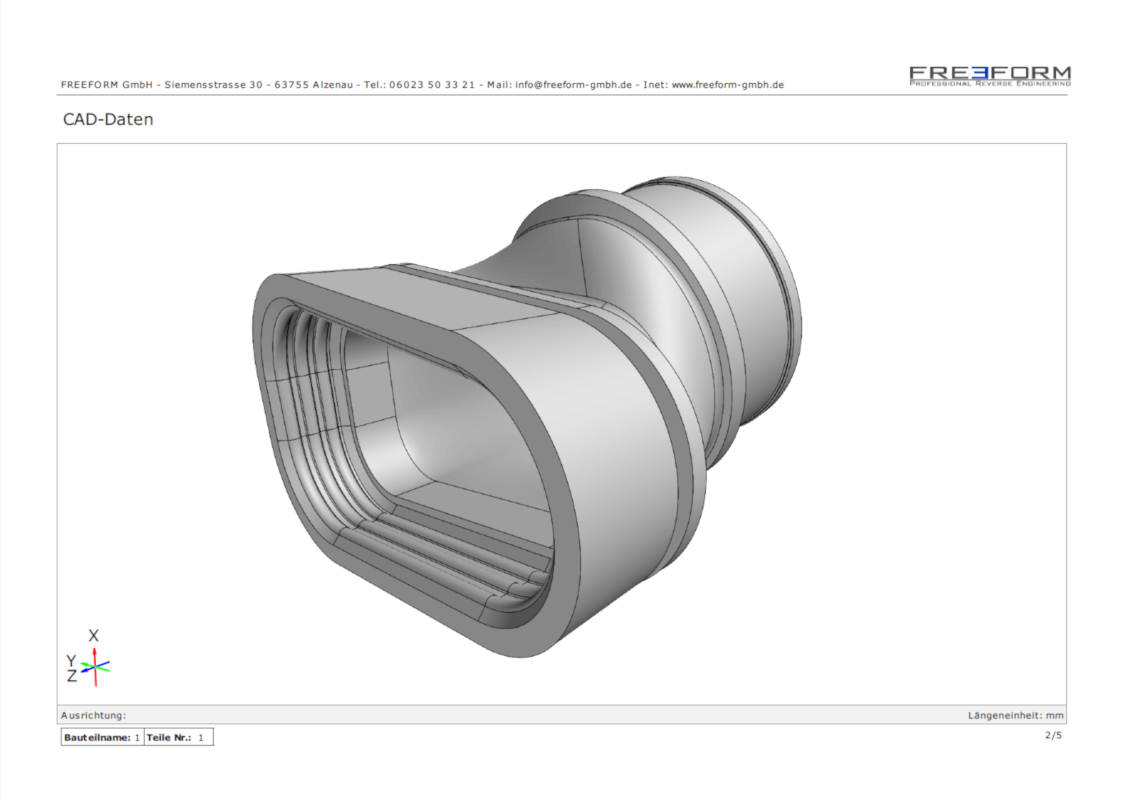 FREEFORM GmbH - Siemensstrasse 30 - 63755 Alzenau - Tel.: 06023 50 33 21 - Mail: info@freeform-gmbh.de - Inet: www.freeform-gmbh.de
FREEFORM
PROFESSIONAL REVERSE ENGINEERING
CAD-Daten
X
Y
Z
Ausrichtung:
Längeneinheit: mm
Bauteilname: 1 Teile Nr.: 1
2/5